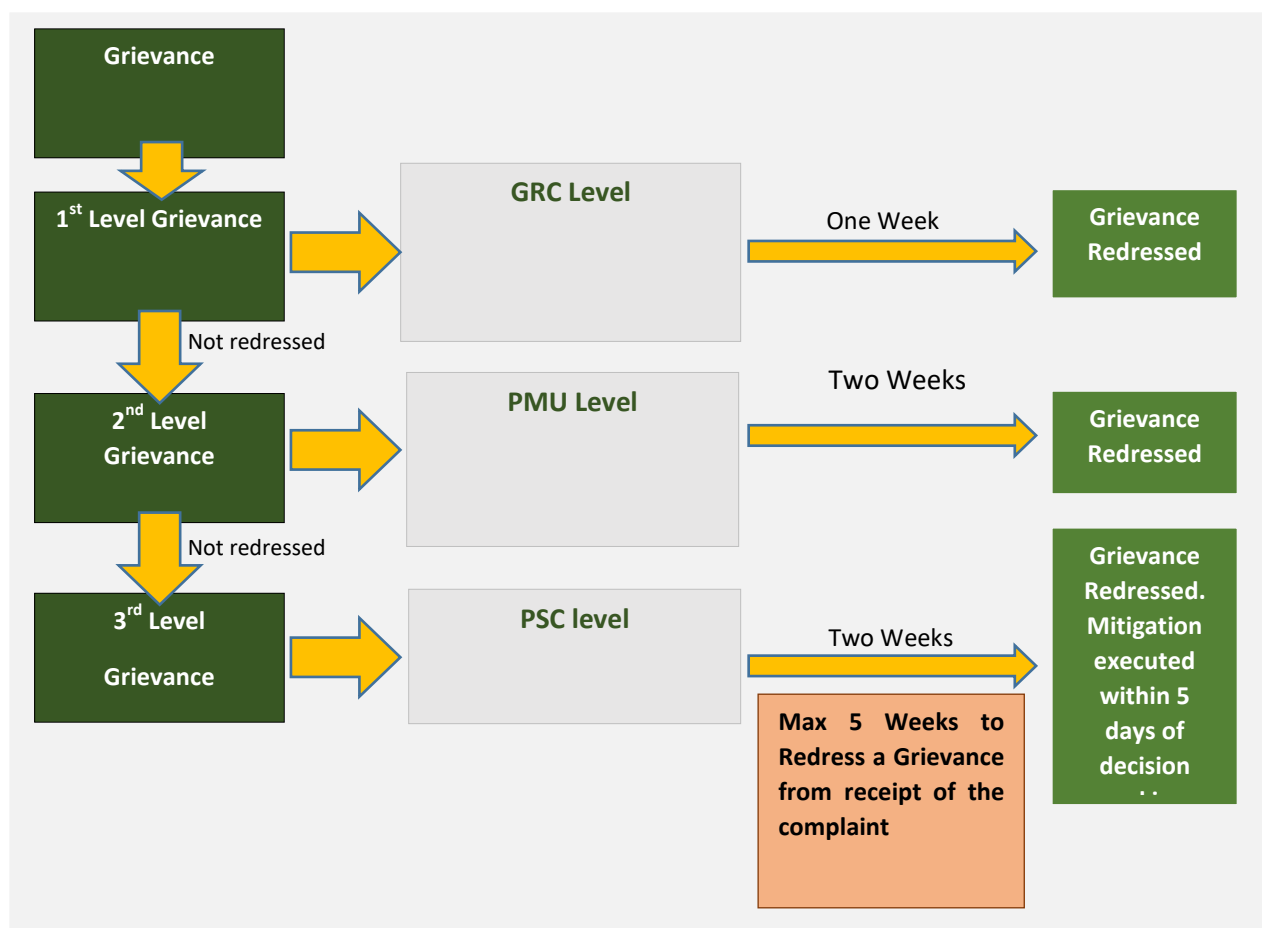 Grievance
1st Level Grievance
GRC Level
One Week
Grievance
Redressed
Not redressed
2nd Level
Grievance
PMU Level
Two Weeks
Grievance
Redressed
Not redressed
3rd Level
Grievance
PSC level
Two Weeks
Grievance
Redressed.
Mitigation
executed
within 5
days of
decision
Max 5 Weeks to
Redress a Grievance
from receipt of the
complaint